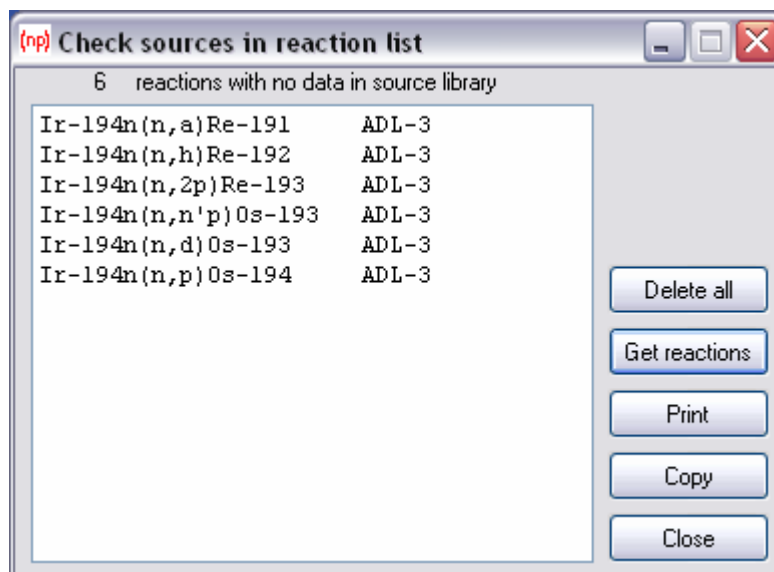 (np) Check sources in reaction list
6 reactions with no data in source library
Ir-194n(n,a)Re-191 ADL-3
Ir-194n(n,h)Re-192 ADL-3
Ir-194n(n,2p)Re-193 ADL-3
Ir-194n(n,n'p)Os-193 ADL-3
Ir-194n(n,d)Os-193 ADL-3
Ir-194n(n,p)Os-194 ADL-3
Delete all
Get reactions
Print
Copy
Close